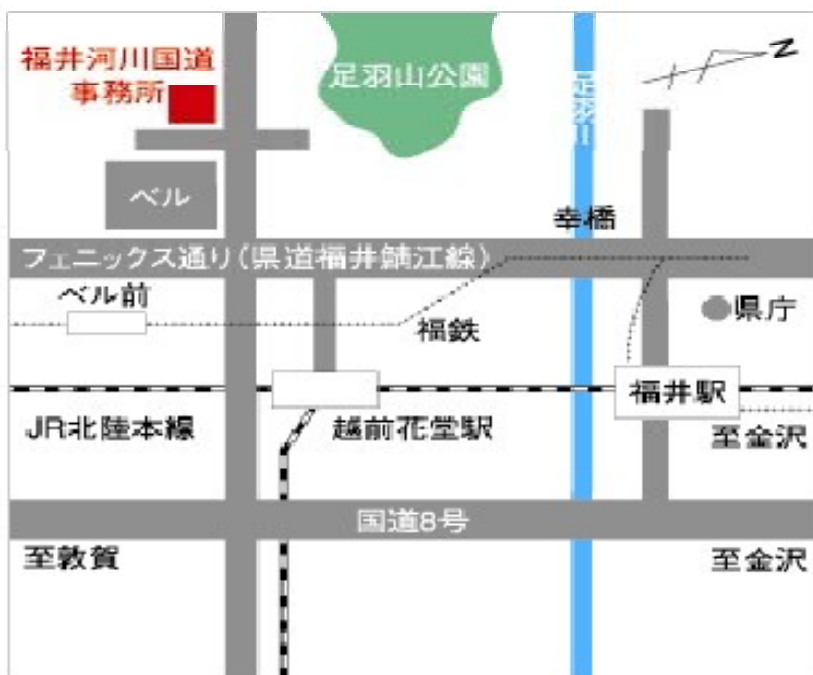 福井河川国道
事務所
足羽山公園
N
足羽川
ベル
幸橋
フェニックス通り(県道福井鯖江線)
ベル前
福鉄
県庁
福井駅
JR北陸本線
越前花堂駅
至金沢
国道8号
至敦賀
至金沢